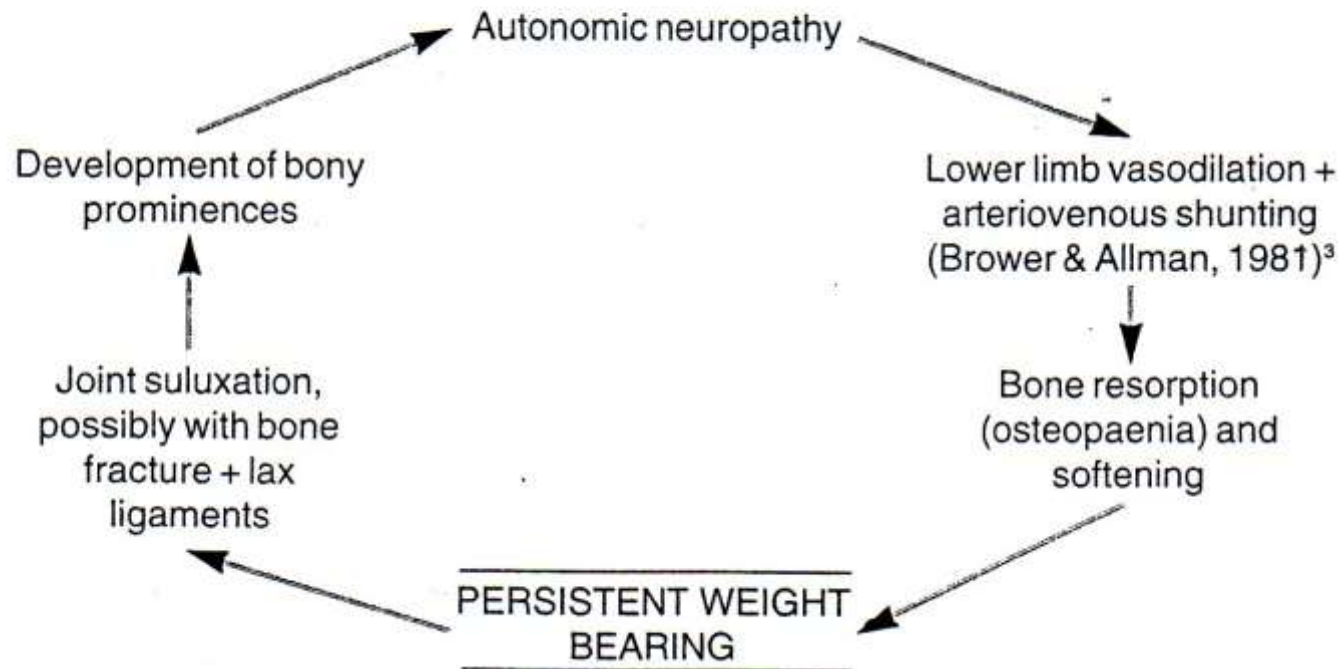 Autonomic neuropathy
Lower limb vasodilation +
arteriovenous shunting
(Brower & Allman, 1981)³
Bone resorption
(osteopaenia) and
softening
PERSISTENT WEIGHT
BEARING
Joint suluxation,
possibly with bone
fracture + lax
ligaments
Development of bony
prominences